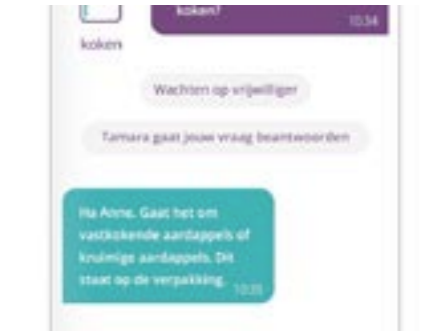 koken?
10:34
koken
Wachten op vrijwilliger
Tamara gaat jouw vraag beantwoorden
Ha Anne. Gaat het om
vastkokende aardappels of
kruimige aardappels. Dit
staat op de verpakking.
10:35